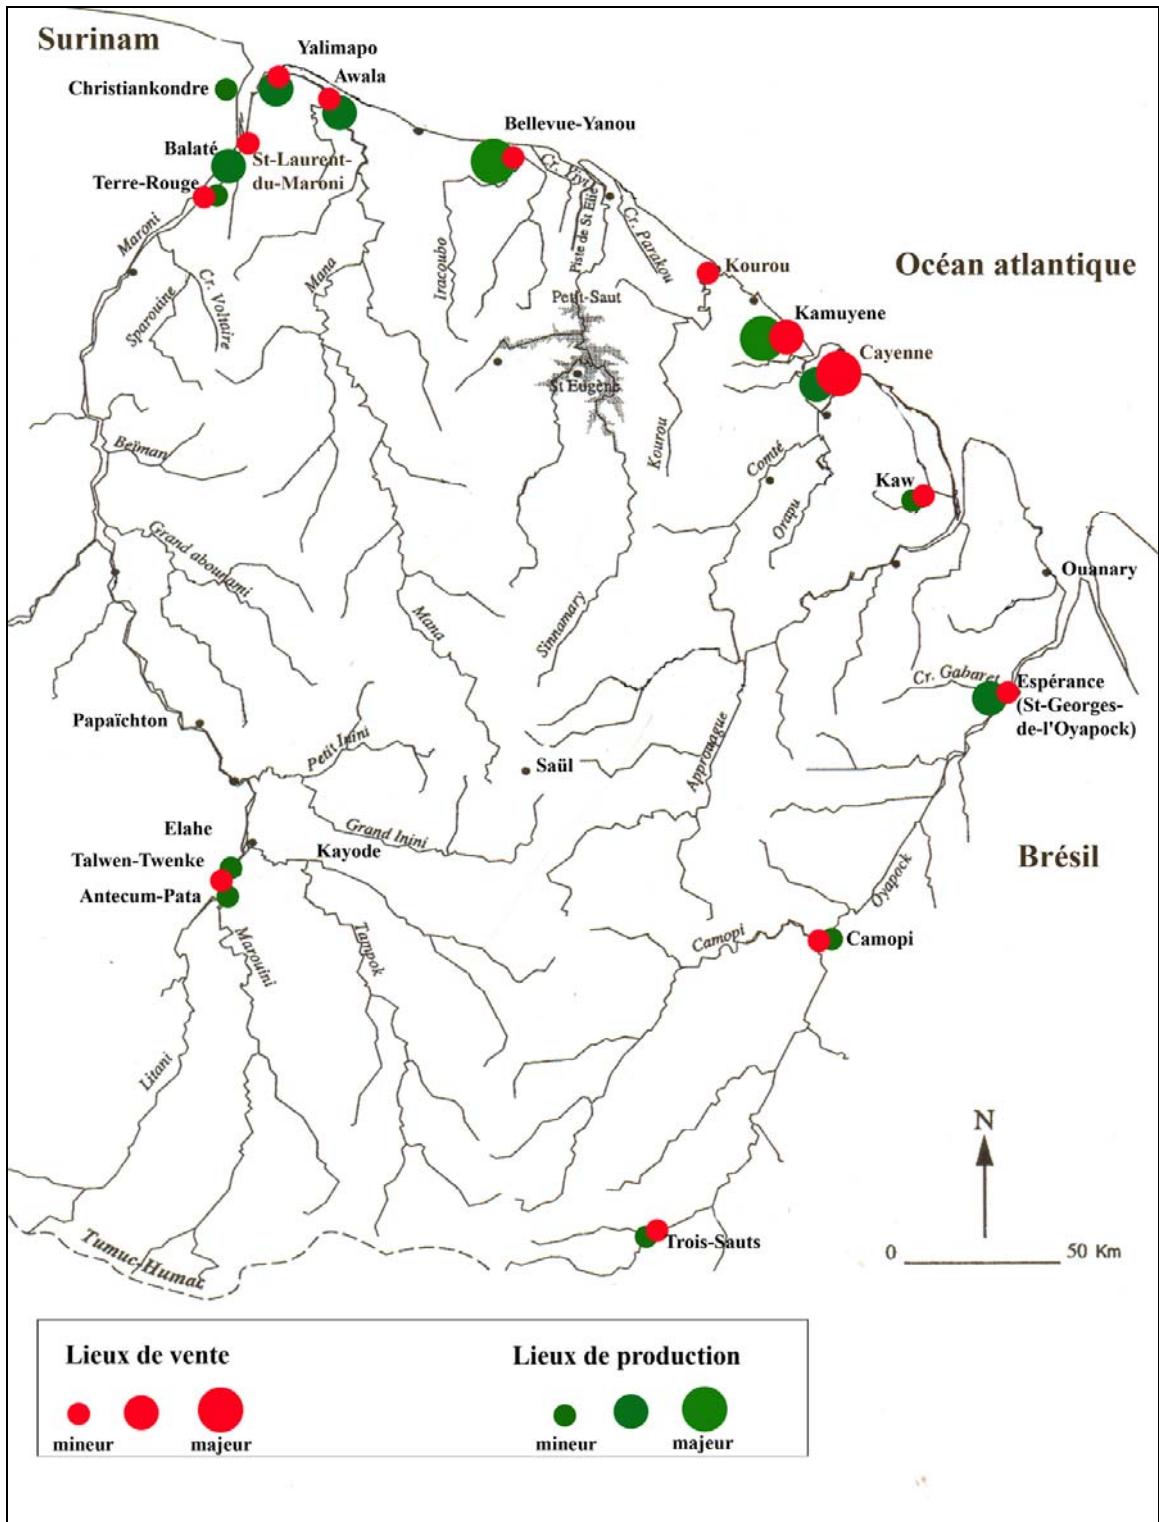 Surinam
Yalimapo
Christiankondre
Awala
Bellevue-Yanou
Balaté
St-Laurent-
du-Maroni
Terre-Rouge
Maroni
Mana
Iracoubo
Piste de St Elie
Cr. Parakou
Océan atlantique
Kourou
Cr. Voltaire
Sparouine
Petit-Saut
Kamuyene
Cayenne
St Eugène
Kourou
Beïman
Comté
Kaw
Orapu
Grand abounami
Ouanary
Mana
Sinnamary
Cr. Gabaret
Espérance
(St-Georges-
de-l'Oyapock)
Papaïchton
Petit Inini
Saül
Approuague
Elahe
Grand Inini
Kayode
Talwen-Twenke
Brésil
Antecum-Pata
Oyapock
Marouini
Tampok
Camopi
Camopi
Litani
N
Tumuc-Humac
Trois-Sauts
0
50 Km
Lieux de vente
Lieux de production
mineur
majeur
mineur
majeur